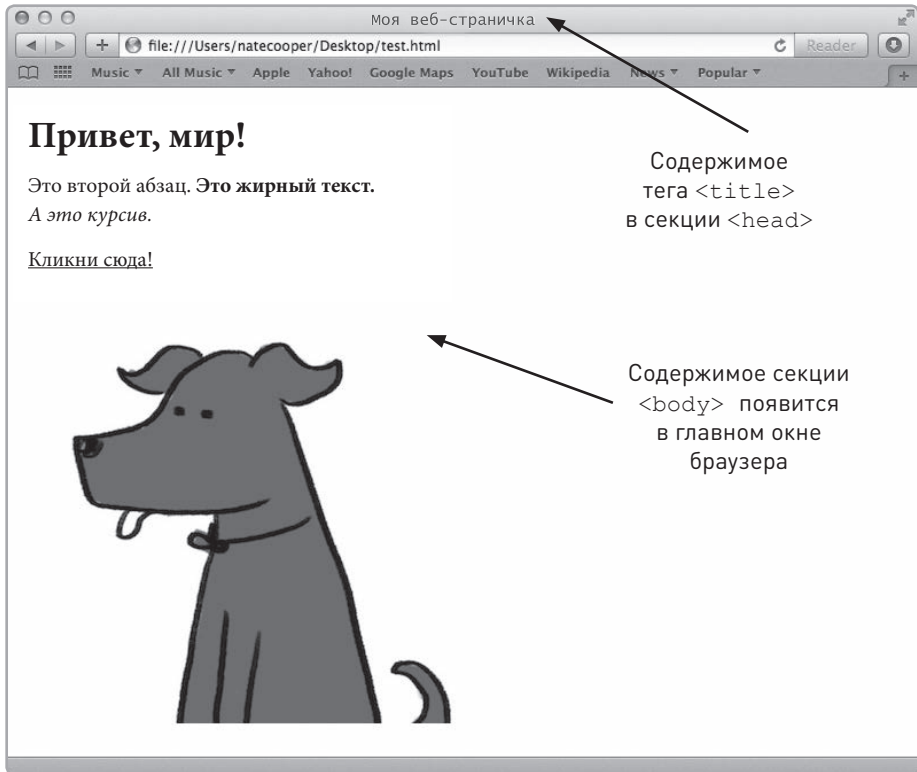 Моя веб-страничка
file:///Users/natecooper/Desktop/test.html
Reader
Music All Music Apple Yahoo! Google Maps YouTube Wikipedia News Popular
Привет, мир!
Это второй абзац. Это жирный текст.
А это курсив.
Кликни сюда!
Содержимое
тега <title>
в секции <head>
Содержимое секции
<body> появится
в главном окне
браузера